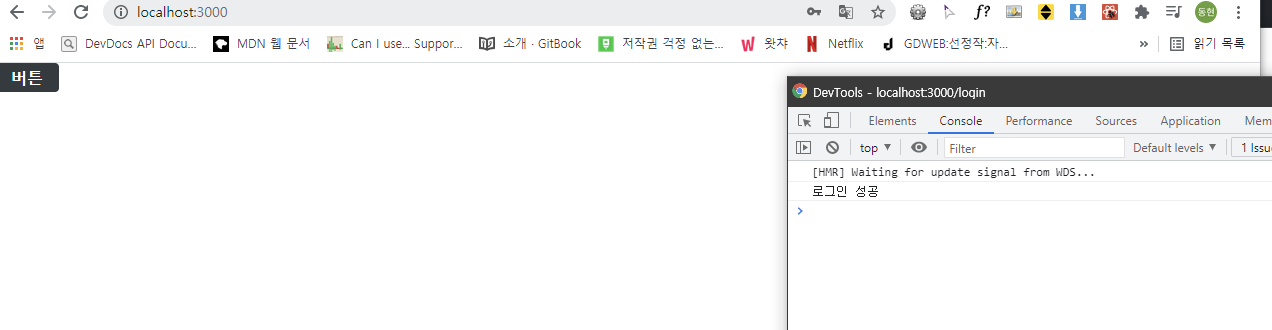 localhost:3000
동현
앱 DevDocs API Docu... MDN 웹 문서 Can I use... Suppor... 소개 · GitBook 저작권 걱정 없는... 왓챠 Netflix GDWEB:선정작:자... » 읽기 목록
버튼
DevTools - localhost:3000/login
Elements Console Performance Sources Application Mem
top Filter Default levels 1 Issu
[HMR] Waiting for update signal from WDS...
로그인 성공